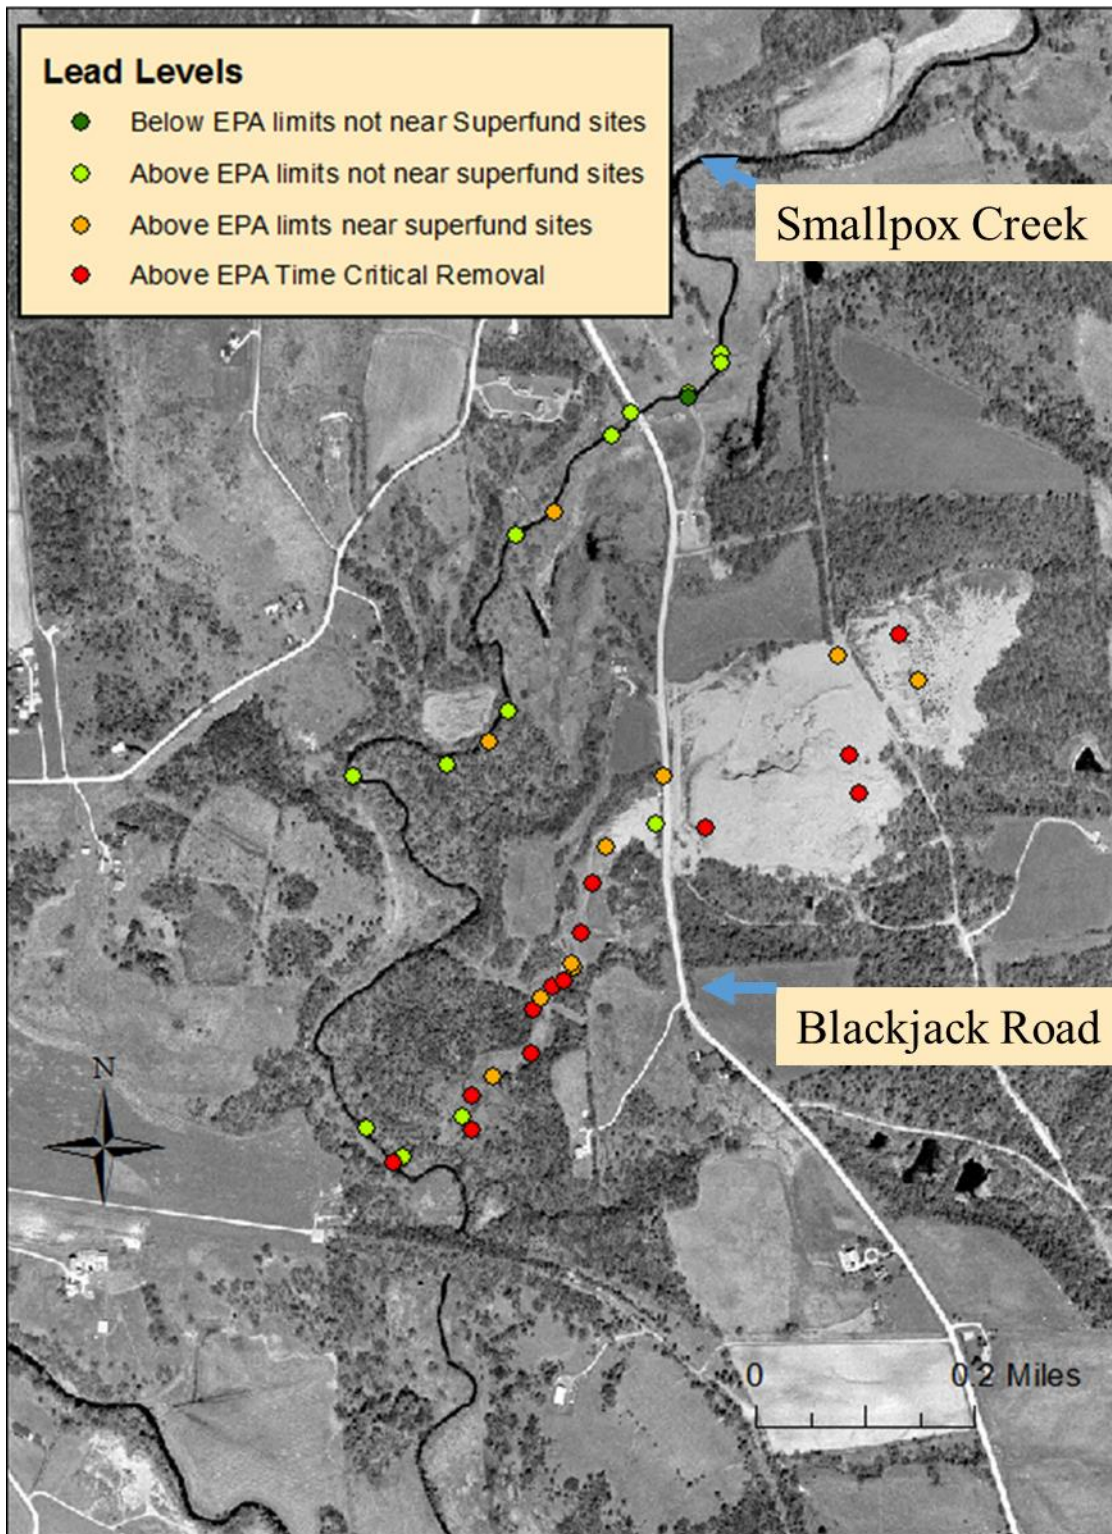 Lead Levels
Below EPA limits not near Superfund sites
Above EPA limits not near superfund sites
Above EPA limts near superfund sites
Above EPA Time Critical Removal
Smallpox Creek
Blackjack Road
N
0 0.2 Miles